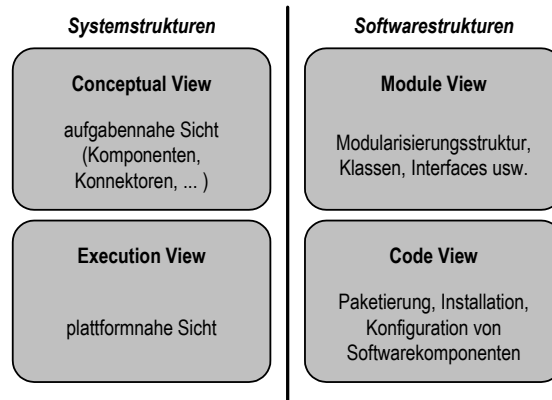 Systemstrukturen
Softwarestrukturen
Conceptual View
aufgabennahe Sicht
(Komponenten,
Konnektoren, ... )
Module View
Modularisierungsstruktur,
Klassen, Interfaces usw.
Execution View
plattformnahe Sicht
Code View
Paketierung, Installation,
Konfiguration von
Softwarekomponenten